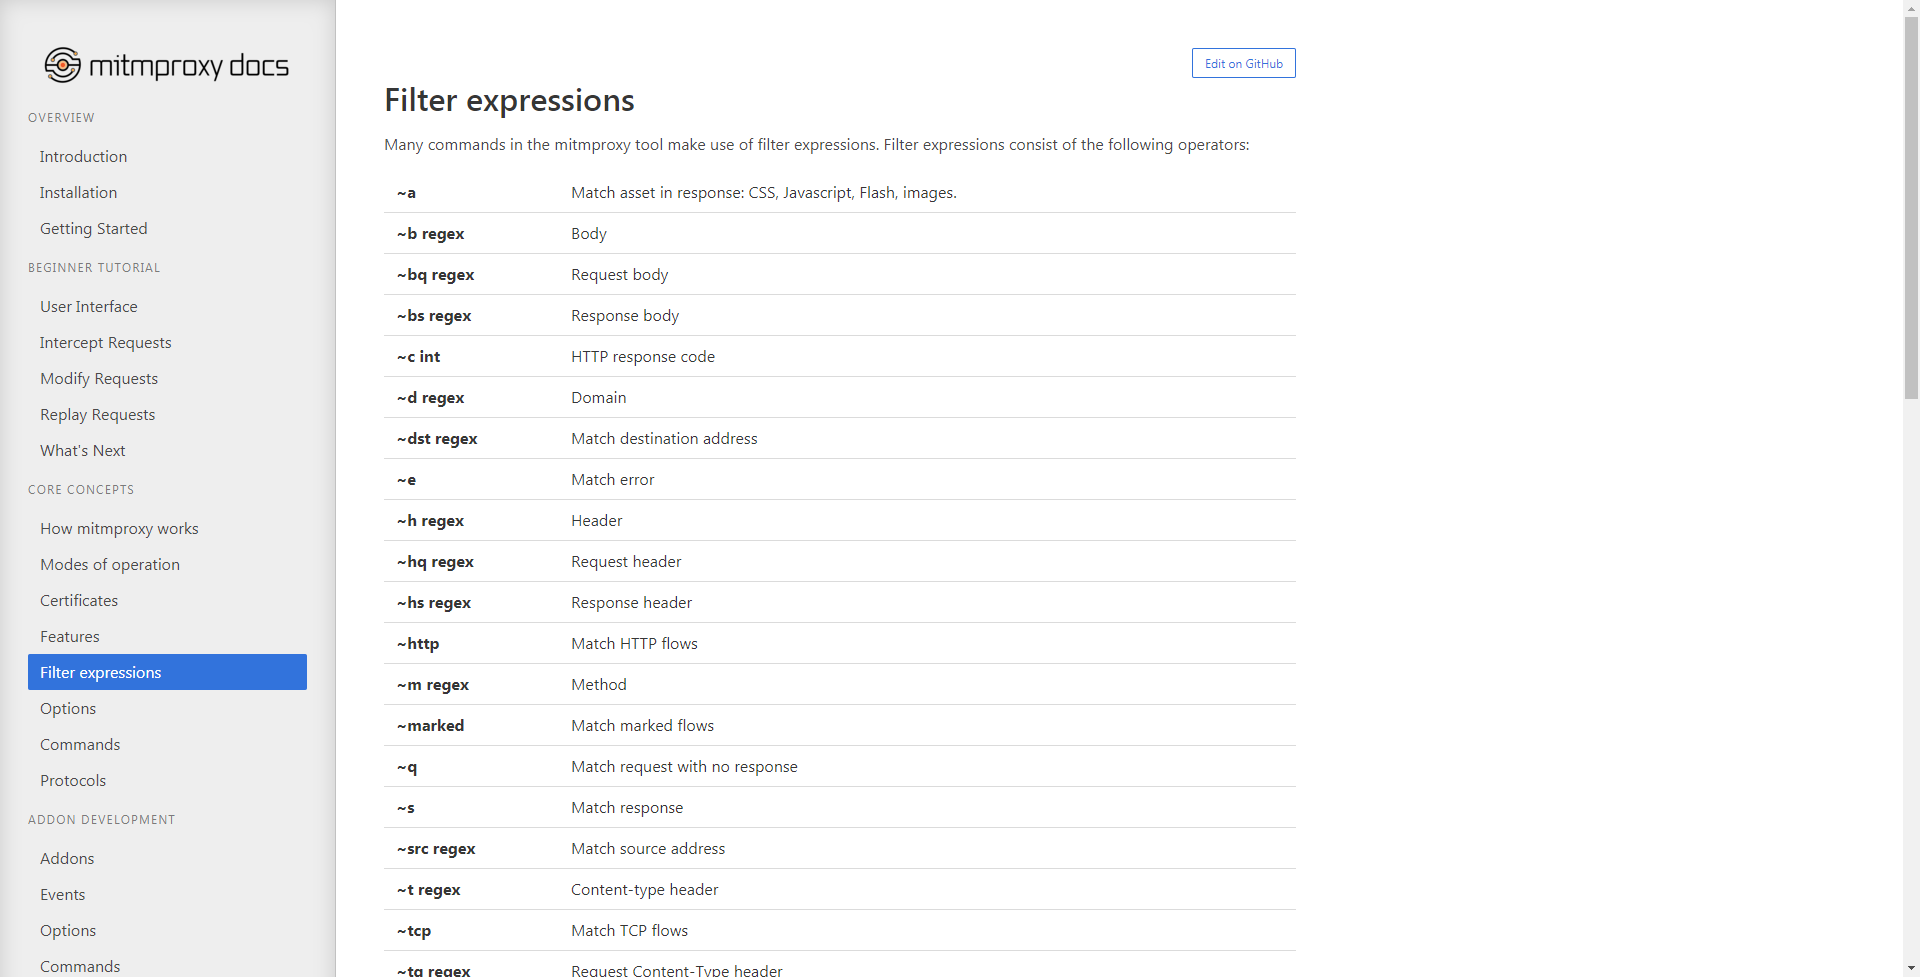 mitmproxy docs
OVERVIEW
Introduction
Installation
Getting Started
BEGINNER TUTORIAL
User Interface
Intercept Requests
Modify Requests
Replay Requests
What's Next
CORE CONCEPTS
How mitmproxy works
Modes of operation
Certificates
Features
Filter expressions
Options
Commands
Protocols
ADDON DEVELOPMENT
Addons
Events
Options
Commands
Edit on GitHub
Filter expressions
Many commands in the mitmproxy tool make use of filter expressions. Filter expressions consist of the following operators:
~a Match asset in response: CSS, Javascript, Flash, images.
~b regex Body
~bq regex Request body
~bs regex Response body
~c int HTTP response code
~d regex Domain
~dst regex Match destination address
~e Match error
~h regex Header
~hq regex Request header
~hs regex Response header
~http Match HTTP flows
~m regex Method
~marked Match marked flows
~q Match request with no response
~s Match response
~src regex Match source address
~t regex Content-type header
~tcp Match TCP flows
~tq regex Request Content-Type header